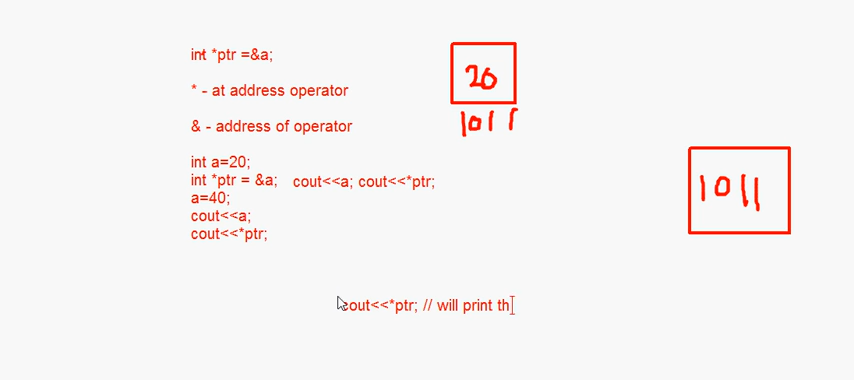 int *ptr =&a;
* - at address operator
& - address of operator
int a=20;
int *ptr = &a; cout<<a; cout<<*ptr;
a=40;
cout<<a;
cout<<*ptr;
cout<<*ptr; // will print th
20
1011
1011